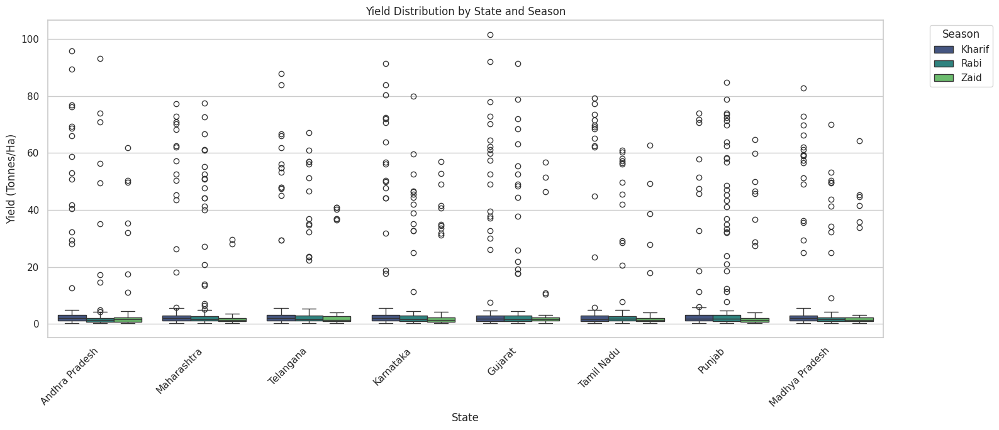 Yield Distribution by State and Season
Yield (Tonnes/Ha)
100
80
60
40
20
0
Andhra Pradesh
Maharashtra
Telangana
Karnataka
Gujarat
Tamil Nadu
Punjab
Madhya Pradesh
State
Season
Kharif
Rabi
Zaid